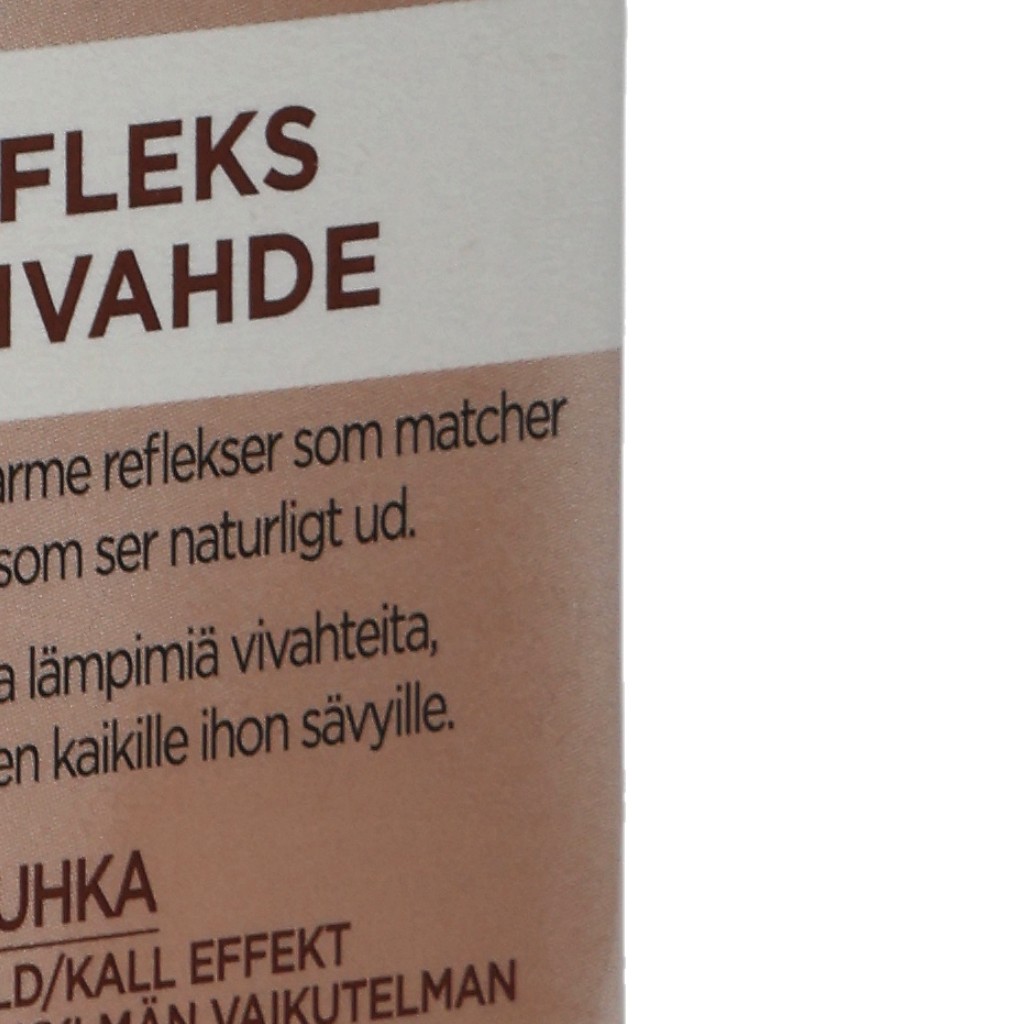 FLEKS
IVAHDE
arme reflekser som matcher
som ser naturligt ud.
a lämpimiä vivahteita,
en kaikille ihon sävyille.
UHKA
LD/KALL EFFEKT
VAIKUTELMAN